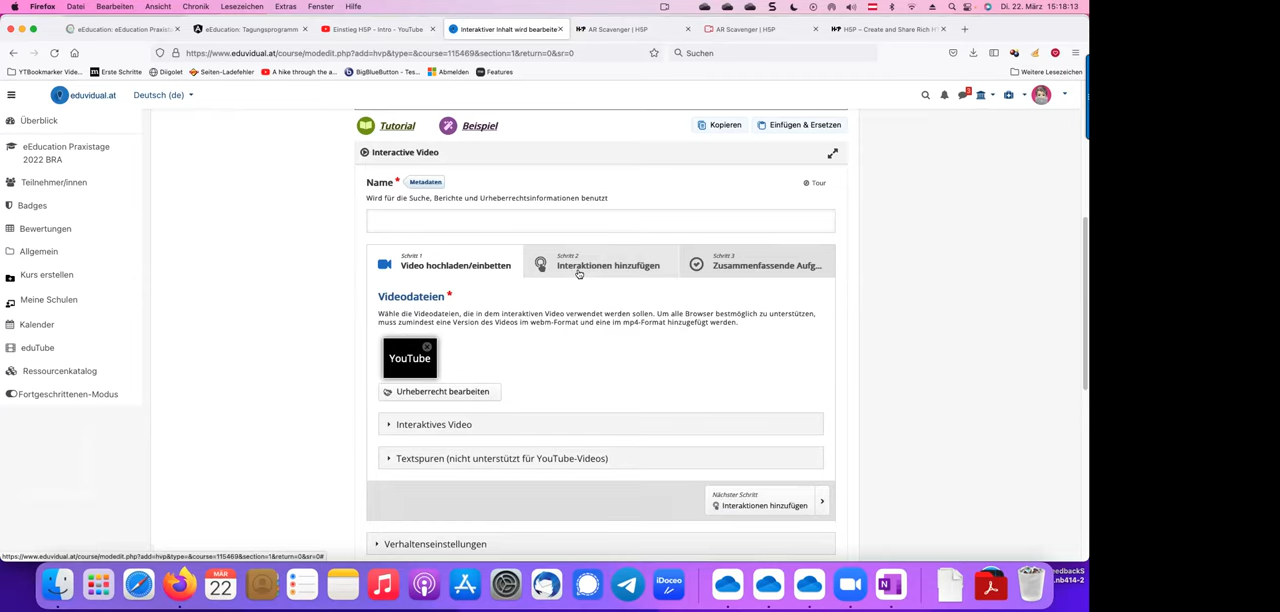 Firefox Datei Bearbeiten Ansicht Chronik Lesezeichen Extras Fenster Hilfe Di. 22. März 15:18:13
eEducation: eEducation Praxist eEducation: Tagungsprogramm Einstieg H5P - Intro - YouTube Interaktiver Inhalt wird bearbeite AR Scavenger | H5P AR Scavenger | H5P H5P – Create and Share Rich HT
https://www.eduvidual.at/course/modedit.php?add=hvp&type=&course=115469&section=1&return=0&sr=0 Suchen
YTBookmarker Vide... Erste Schritte Diigolet Seiten-Ladefehler A hike through the a... BigBlueButton - Tes... Abmelden Features Weitere Lesezeichen
eduvidual.at Deutsch (de) 3
Überblick
eEducation Praxistage
2022 BRA
Teilnehmer/innen
Badges
Bewertungen
Allgemein
Kurs erstellen
Meine Schulen
Kalender
eduTube
Ressourcenkatalog
Fortgeschrittenen-Modus
Tutorial Beispiel Kopieren Einfügen & Ersetzen
Interactive Video
Name * Metadaten Tour
Wird für die Suche, Berichte und Urheberrechtsinformationen benutzt
Schritt 1 Schritt 2 Schritt 3
Video hochladen/einbetten Interaktionen hinzufügen Zusammenfassende Aufg...
Videodateien *
Wähle die Videodateien, die in dem interaktiven Video verwendet werden sollen. Um alle Browser bestmöglich zu unterstützen,
muss zumindest eine Version des Videos im webm-Format und eine im mp4-Format hinzugefügt werden.
YouTube
Urheberrecht bearbeiten
Interaktives Video
Textspuren (nicht unterstützt für YouTube-Videos)
Nächster Schritt
Interaktionen hinzufügen
Verhaltenseinstellungen
https://www.eduvidual.at/course/modedit.php?add=hvp&type=&course=115469&section=1&return=0&sr=0#
MÄR
22
iDoceo
feedbackS
.nb414-2